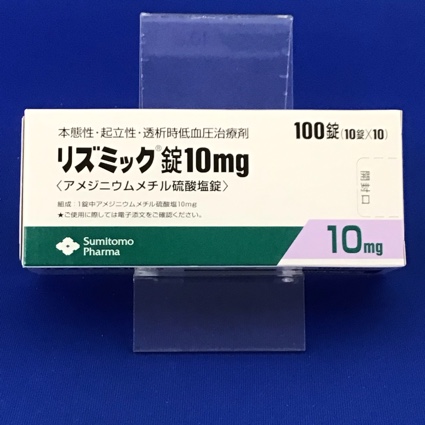 本態性・起立性・透析時低血圧治療剤
100錠(10錠×10)
リズミック®錠10mg
〈アメジニウムメチル硫酸塩錠〉
組成：1錠中アメジニウムメチル硫酸塩10mg
★ご使用に際しては電子添文をご確認ください。
開封口
Sumitomo
Pharma
10mg